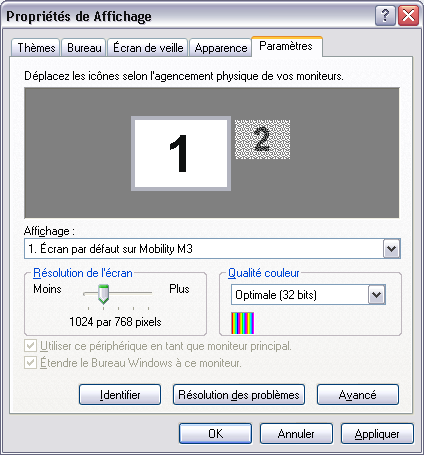 Propriétés de Affichage
Thèmes Bureau Écran de veille Apparence Paramètres
Déplacez les icônes selon l'agencement physique de vos moniteurs.
1 2
Affichage :
1. Écran par défaut sur Mobility M3
Résolution de l'écran
Moins Plus
1024 par 768 pixels
Qualité couleur
Optimale (32 bits)
Utiliser ce périphérique en tant que moniteur principal.
Étendre le Bureau Windows à ce moniteur.
Identifier Résolution des problèmes Avancé
OK Annuler Appliquer